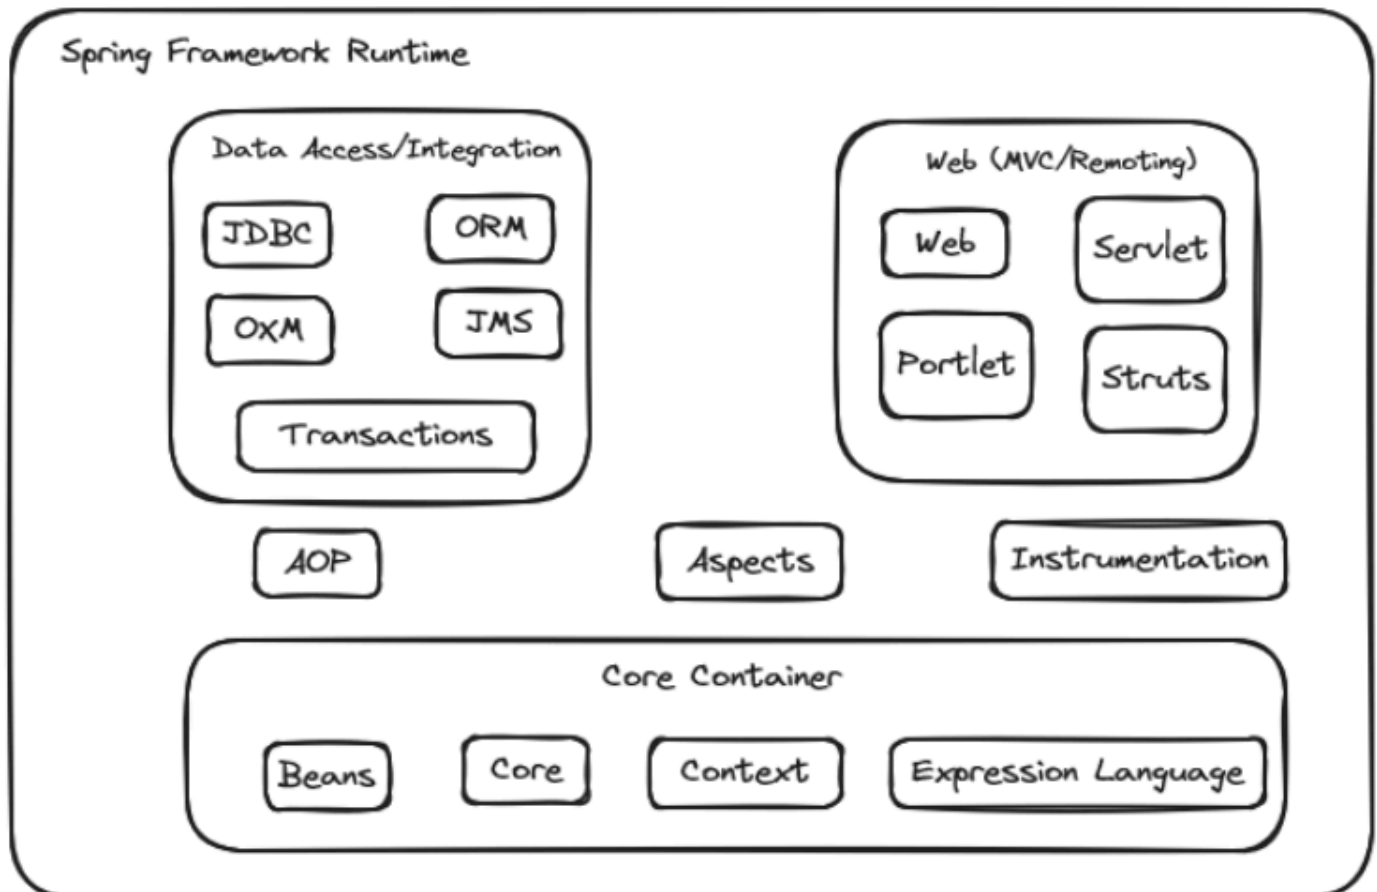 Spring Framework Runtime
Data Access/Integration
JDBC
ORM
OXM
JMS
Transactions
Web (MVC/Remoting)
Web
Servlet
Portlet
Struts
AOP
Aspects
Instrumentation
Core Container
Beans
Core
Context
Expression Language